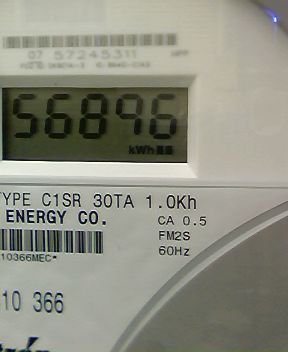 07 57245311
56896
kWh
TYPE C1SR 30TA 1.0Kh
ENERGY CO. CA 0.5
FM2S
10366MEC* 60Hz
10 366